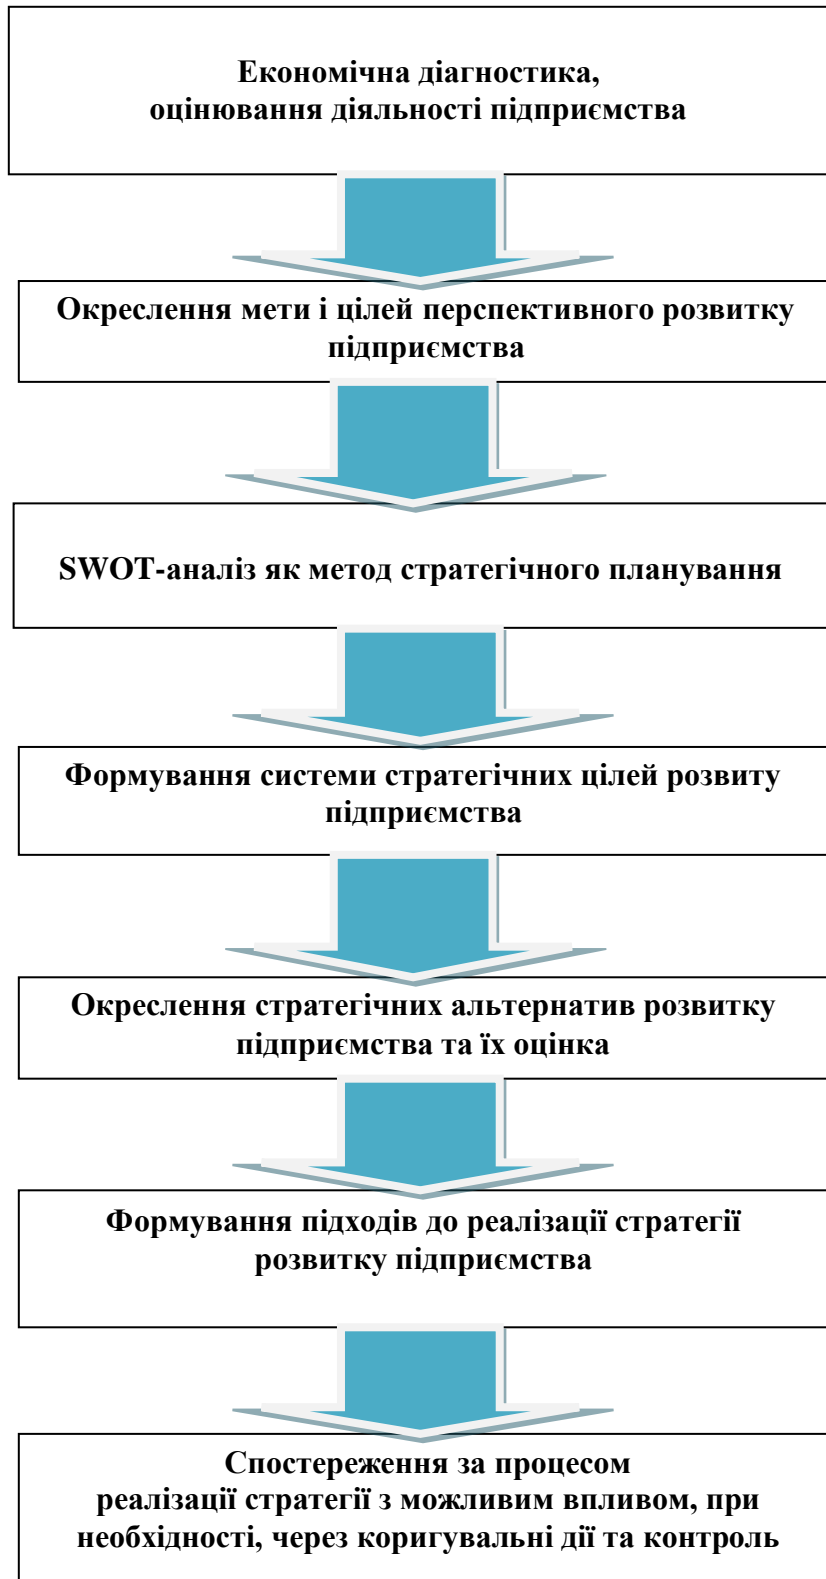 Економічна діагностика,
оцінювання діяльності підприємства
Окреслення мети і цілей перспективного розвитку
підприємства
SWOT-аналіз як метод стратегічного планування
Формування системи стратегічних цілей розвиту
підприємства
Окреслення стратегічних альтернатив розвитку
підприємства та їх оцінка
Формування підходів до реалізації стратегії
розвитку підприємства
Спостереження за процесом
реалізації стратегії з можливим впливом, при
необхідності, через коригувальні дії та контроль